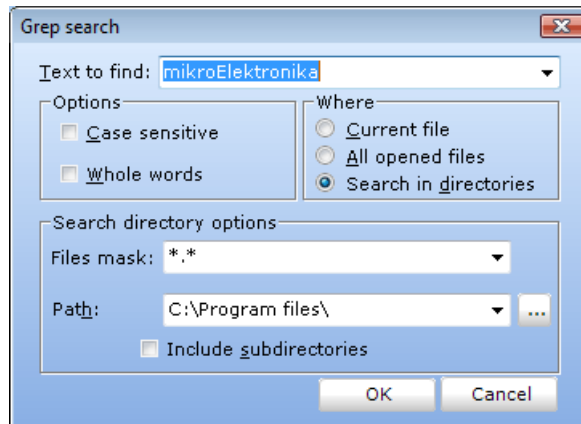 Grep search
Text to find: mikroElektronika
Options
Case sensitive
Whole words
Where
Current file
All opened files
Search in directories
Search directory options
Files mask: *.*
Path: C:\Program files\ ...
Include subdirectories
OK Cancel